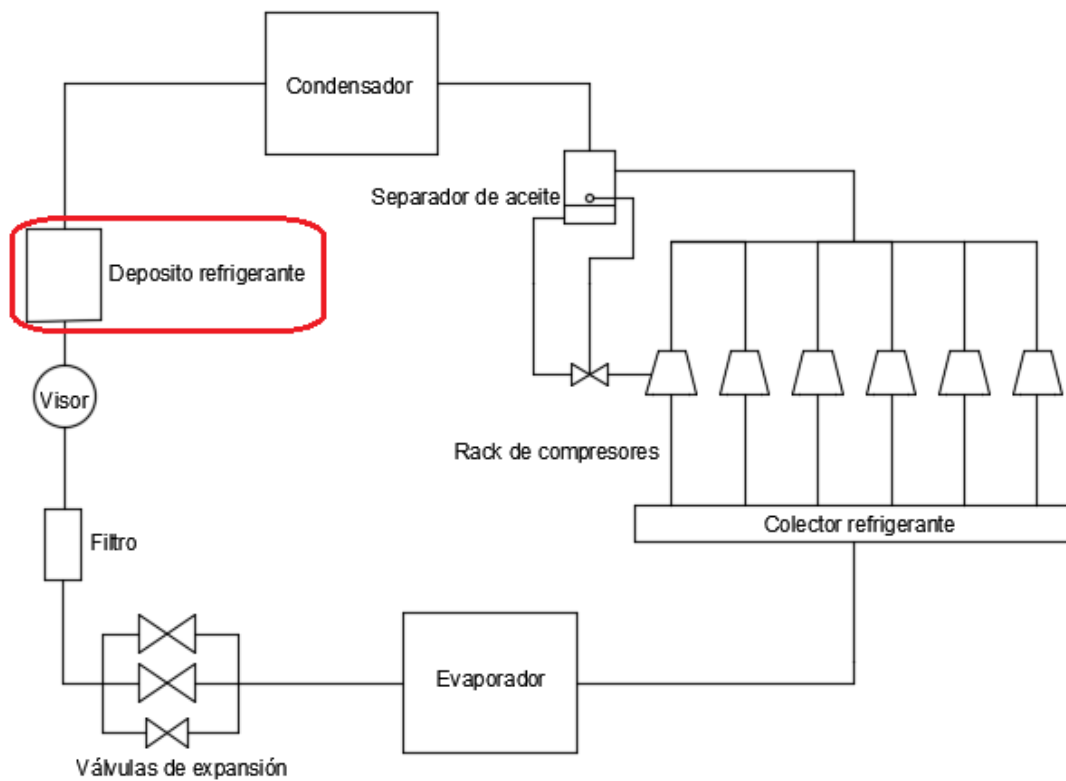 Condensador
Separador de aceite
Deposito refrigerante
Visor
Rack de compresores
Colector refrigerante
Filtro
Evaporador
Válvulas de expansión